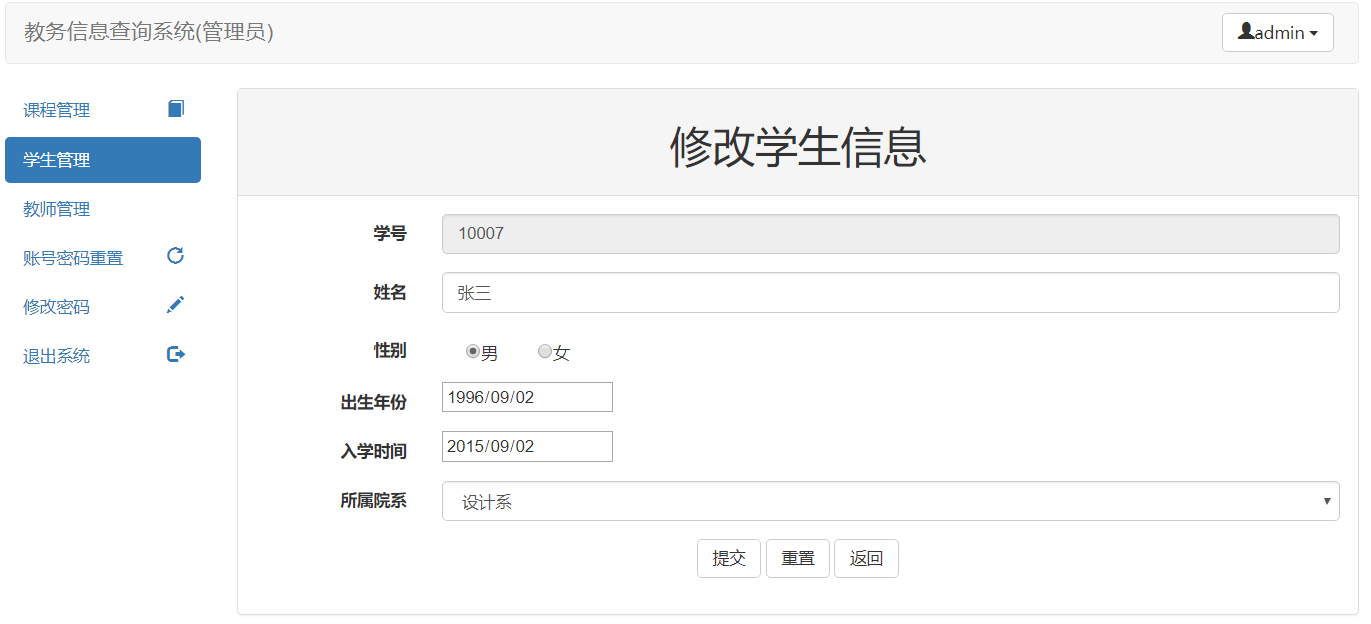 教务信息查询系统(管理员)
admin
课程管理
学生管理
教师管理
账号密码重置
修改密码
退出系统
修改学生信息
学号 10007
姓名 张三
性别 男 女
出生年份 1996/09/02
入学时间 2015/09/02
所属院系 设计系
提交 重置 返回